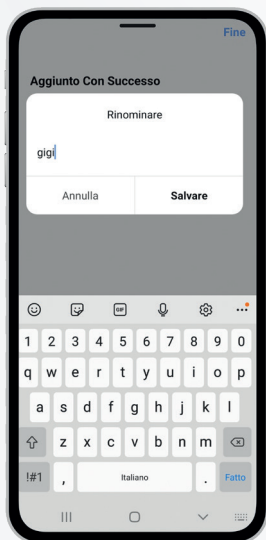 Fine
Aggiunto Con Successo
Rinominare
gigi
Annulla Salvare
GIF
1 2 3 4 5 6 7 8 9 0
q w e r t y u i o p
a s d f g h j k l
z x c v b n m
!#1 , Italiano . Fatto